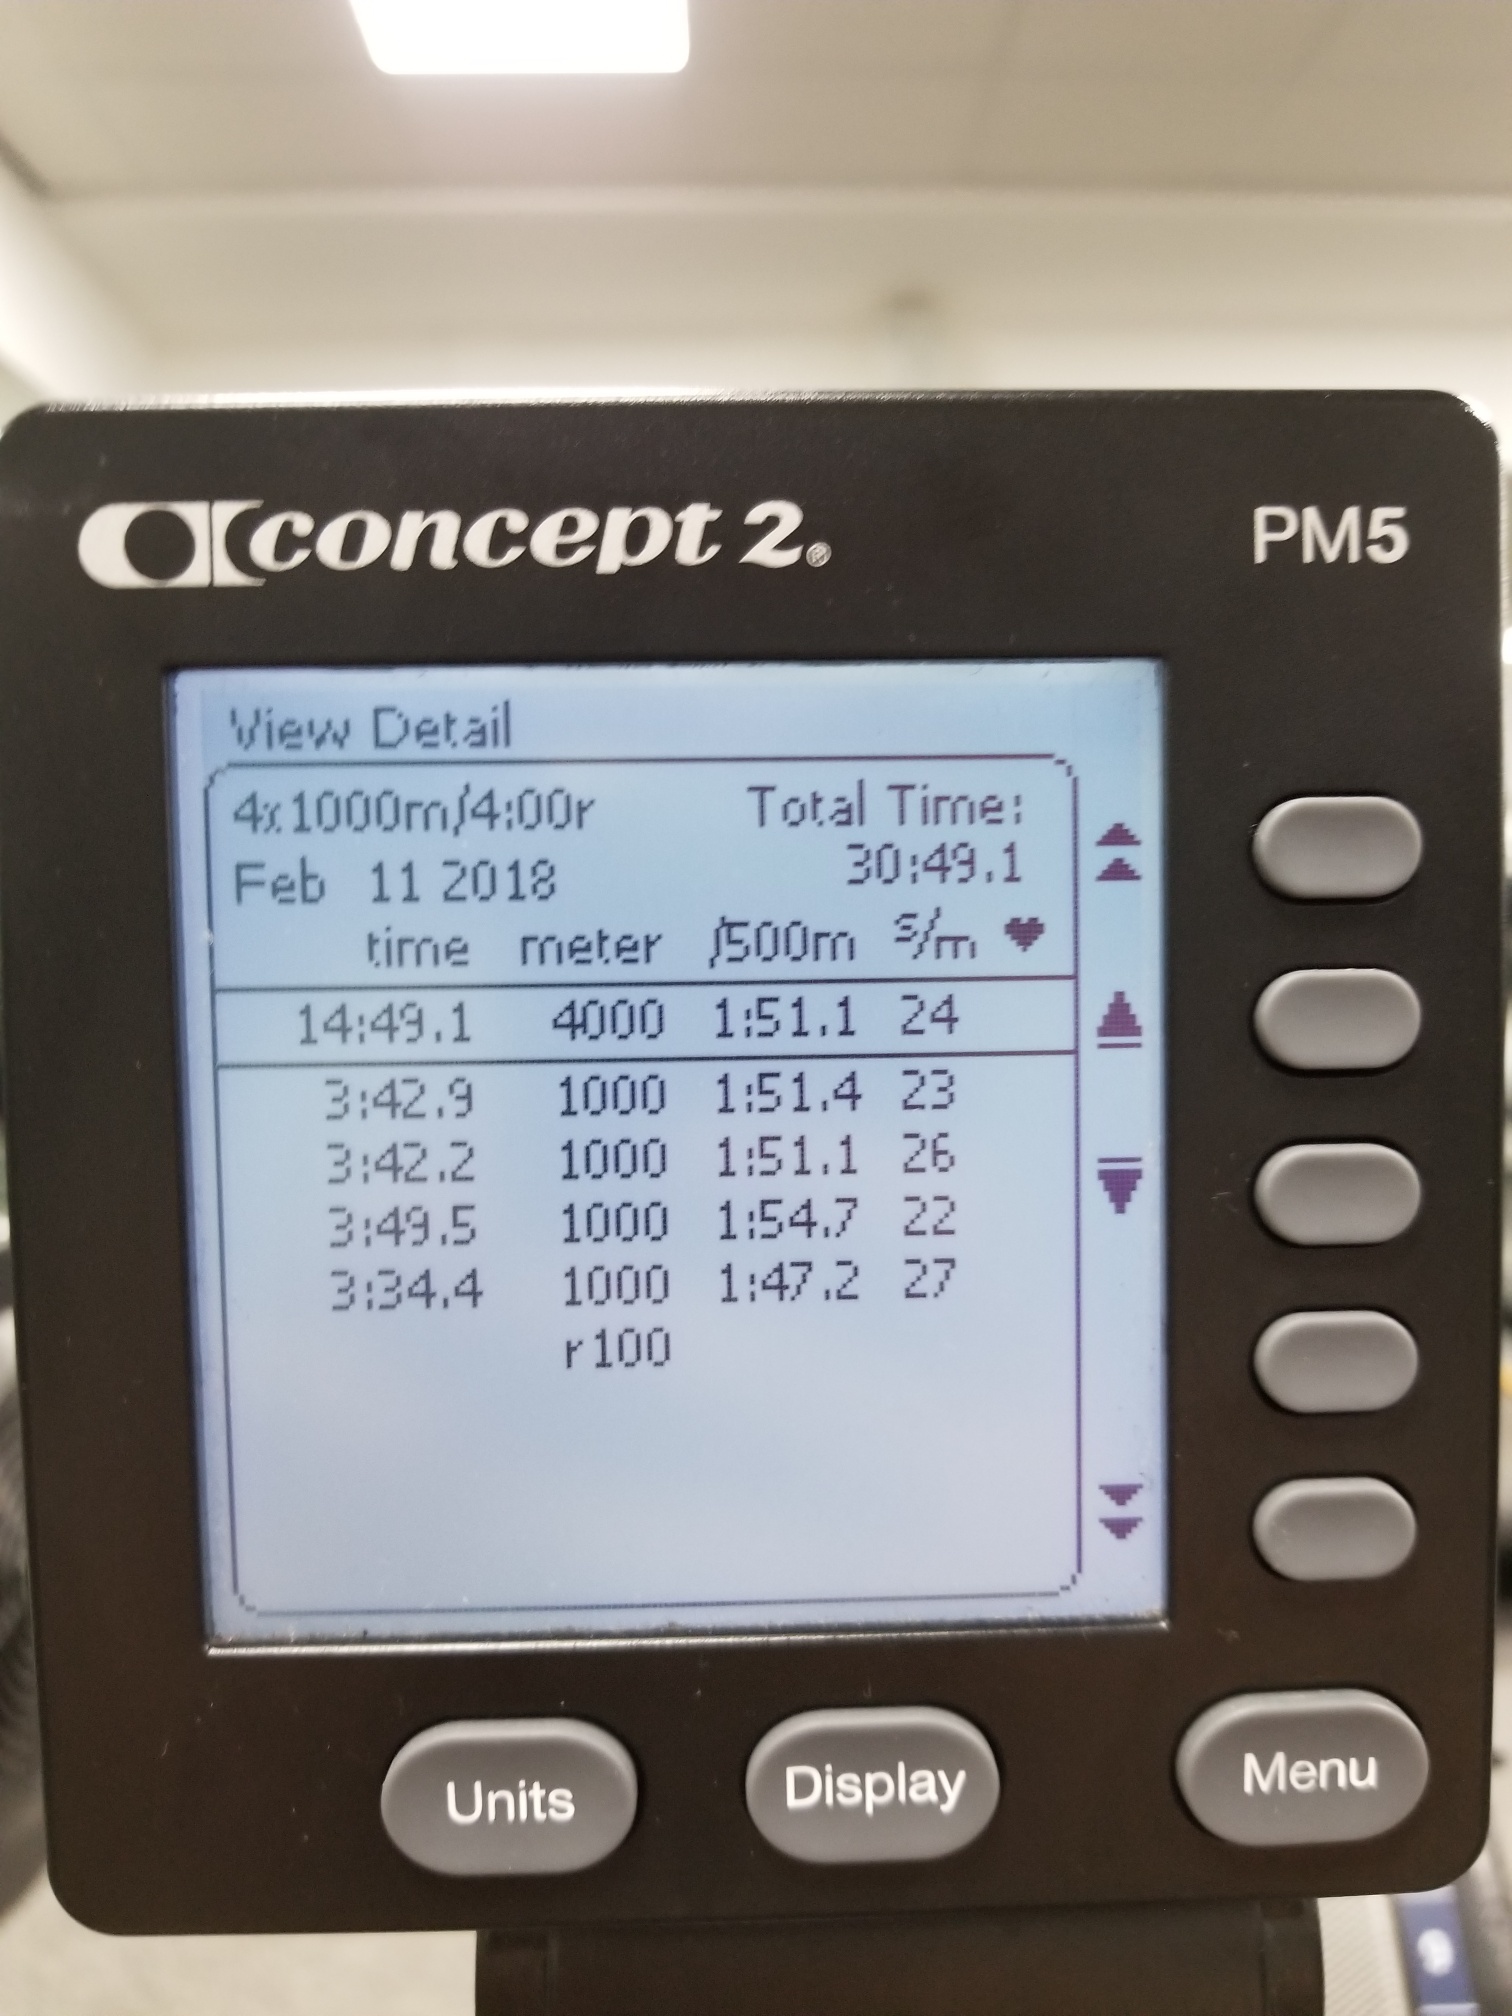 concept 2® PM5
View Detail
4x1000m/4:00r Total Time:
Feb 11 2018 30:49.1
time meter /500m s/m ♥
14:49.1 4000 1:51.1 24
3:42.9 1000 1:51.4 23
3:42.2 1000 1:51.1 26
3:49.5 1000 1:54.7 22
3:34.4 1000 1:47.2 27
r100
Units Display Menu